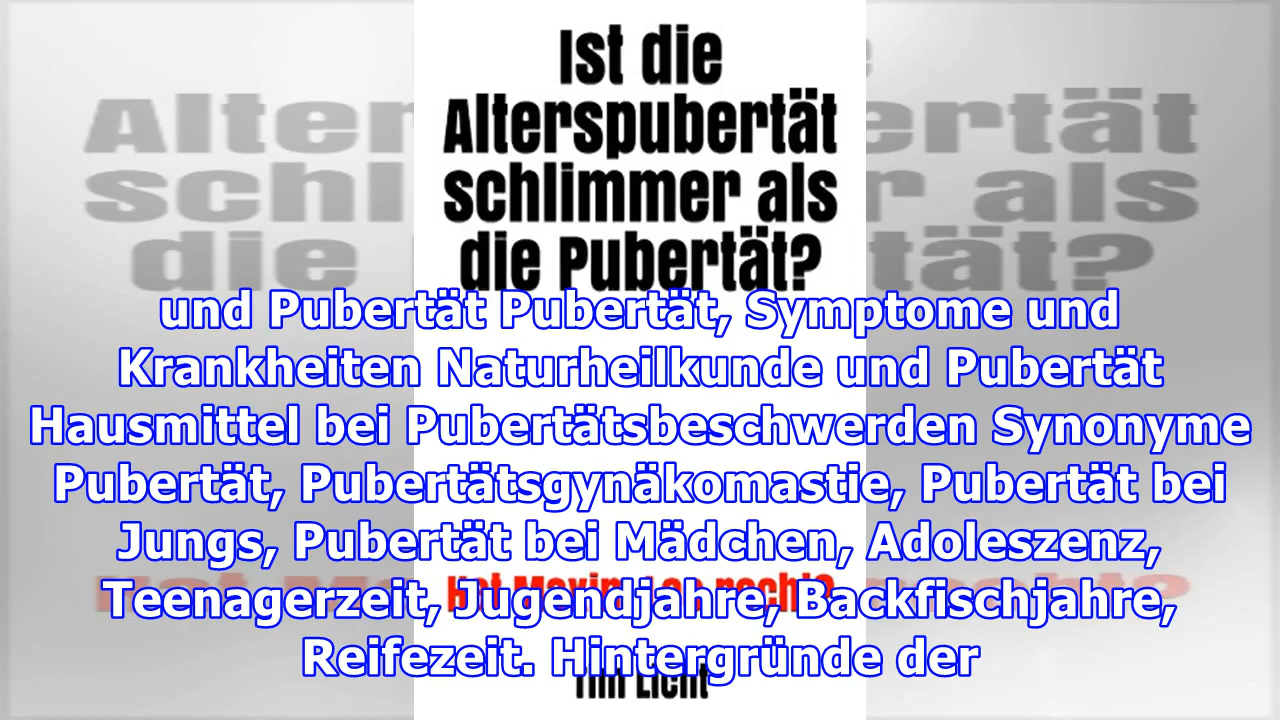 Ist die
Alterspubertät
schlimmer als
die Pubertät?
und Pubertät Pubertät, Symptome und
Krankheiten Naturheilkunde und Pubertät
Hausmittel bei Pubertätsbeschwerden Synonyme
Pubertät, Pubertätsgynäkomastie, Pubertät bei
Jungs, Pubertät bei Mädchen, Adoleszenz,
Teenagerzeit, Jugendjahre, Backfischjahre,
Reifezeit. Hintergründe der